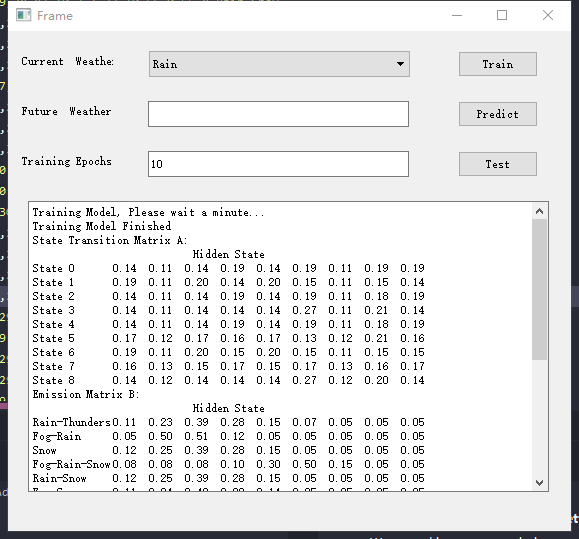 Frame
Current Weathe:
Rain
Train
Future Weather
Predict
Training Epochs
10
Test
Training Model, Please wait a minute...
Training Model Finished
State Transition Matrix A:
Hidden State
State 0 0.14 0.11 0.14 0.19 0.14 0.19 0.11 0.19 0.19
State 1 0.19 0.11 0.20 0.14 0.20 0.15 0.11 0.15 0.14
State 2 0.14 0.11 0.14 0.19 0.14 0.19 0.11 0.18 0.19
State 3 0.14 0.11 0.14 0.14 0.14 0.27 0.11 0.21 0.14
State 4 0.14 0.11 0.14 0.19 0.14 0.19 0.11 0.18 0.19
State 5 0.17 0.12 0.17 0.16 0.17 0.13 0.12 0.21 0.16
State 6 0.19 0.11 0.20 0.15 0.20 0.15 0.11 0.15 0.15
State 7 0.16 0.13 0.15 0.17 0.15 0.17 0.13 0.16 0.17
State 8 0.14 0.12 0.14 0.14 0.14 0.27 0.12 0.20 0.14
Emission Matrix B:
Hidden State
Rain-Thunders0.11 0.23 0.39 0.28 0.15 0.07 0.05 0.05 0.05
Fog-Rain 0.05 0.50 0.51 0.12 0.05 0.05 0.05 0.05 0.05
Snow 0.12 0.25 0.39 0.28 0.15 0.05 0.05 0.05 0.05
Fog-Rain-Snow0.08 0.08 0.08 0.10 0.30 0.50 0.15 0.05 0.05
Rain-Snow 0.12 0.25 0.39 0.28 0.15 0.05 0.05 0.05 0.05